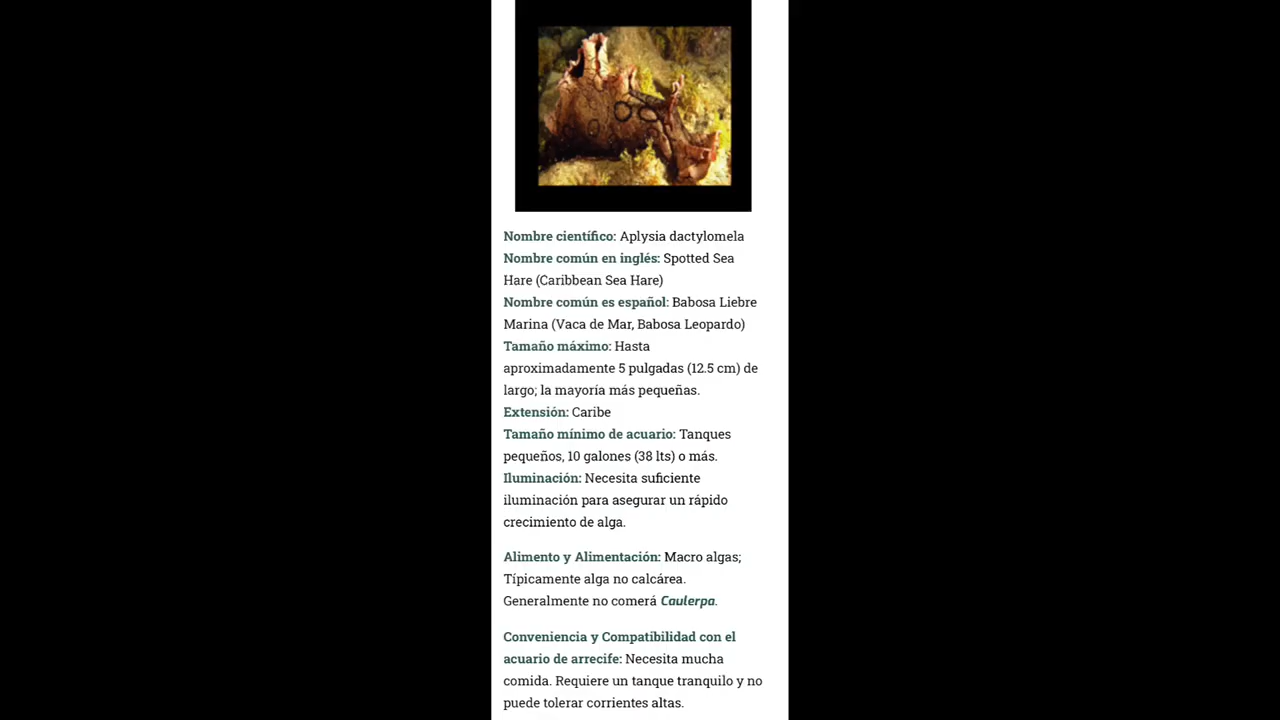 Nombre científico: Aplysia dactylomela
Nombre común en inglés: Spotted Sea
Hare (Caribbean Sea Hare)
Nombre común es español: Babosa Liebre
Marina (Vaca de Mar, Babosa Leopardo)
Tamaño máximo: Hasta
aproximadamente 5 pulgadas (12.5 cm) de
largo; la mayoría más pequeñas.
Extensión: Caribe
Tamaño mínimo de acuario: Tanques
pequeños, 10 galones (38 lts) o más.
Iluminación: Necesita suficiente
iluminación para asegurar un rápido
crecimiento de alga.
Alimento y Alimentación: Macro algas;
Típicamente alga no calcárea.
Generalmente no comerá Caulerpa.
Conveniencia y Compatibilidad con el
acuario de arrecife: Necesita mucha
comida. Requiere un tanque tranquilo y no
puede tolerar corrientes altas.